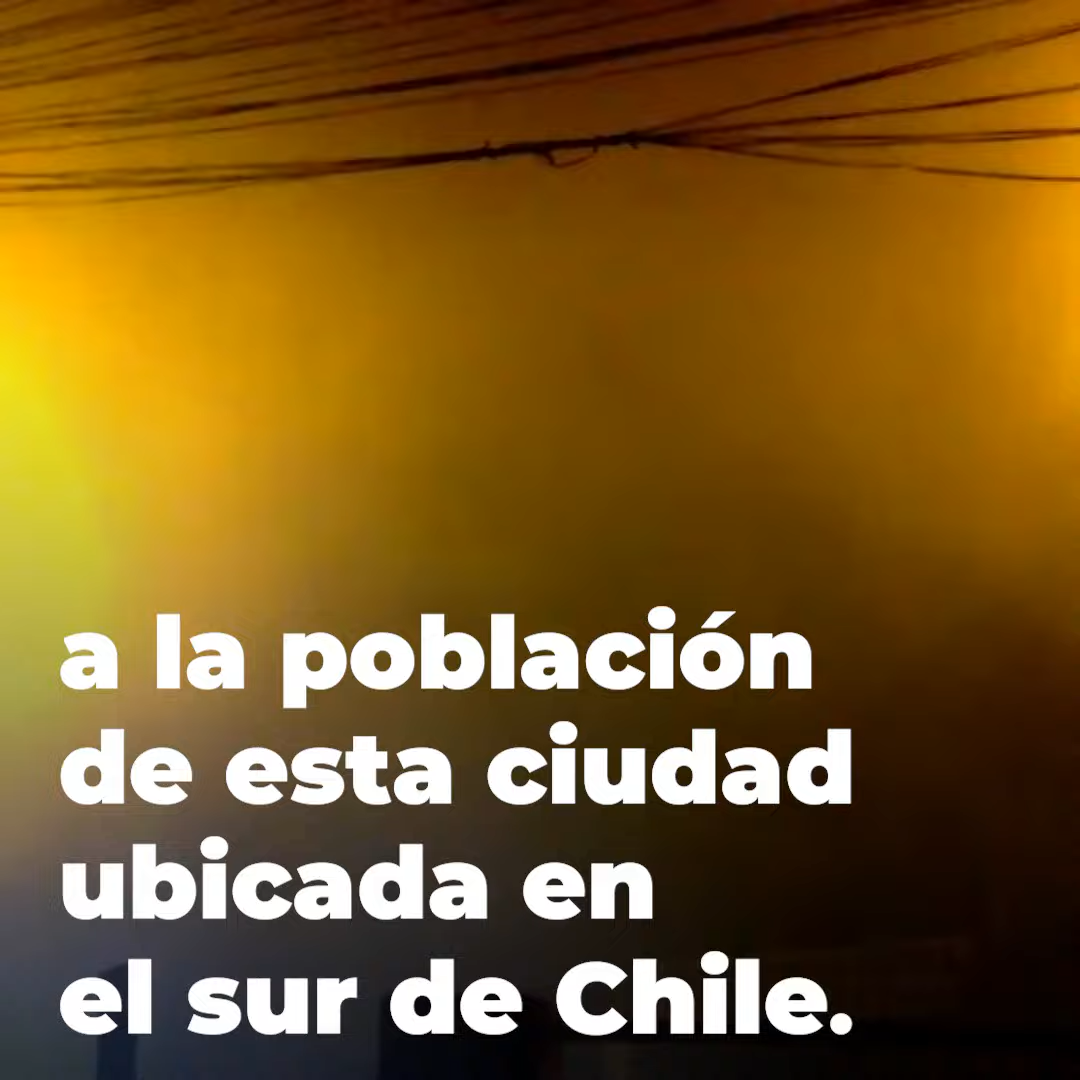 a la población
de esta ciudad
ubicada en
el sur de Chile.